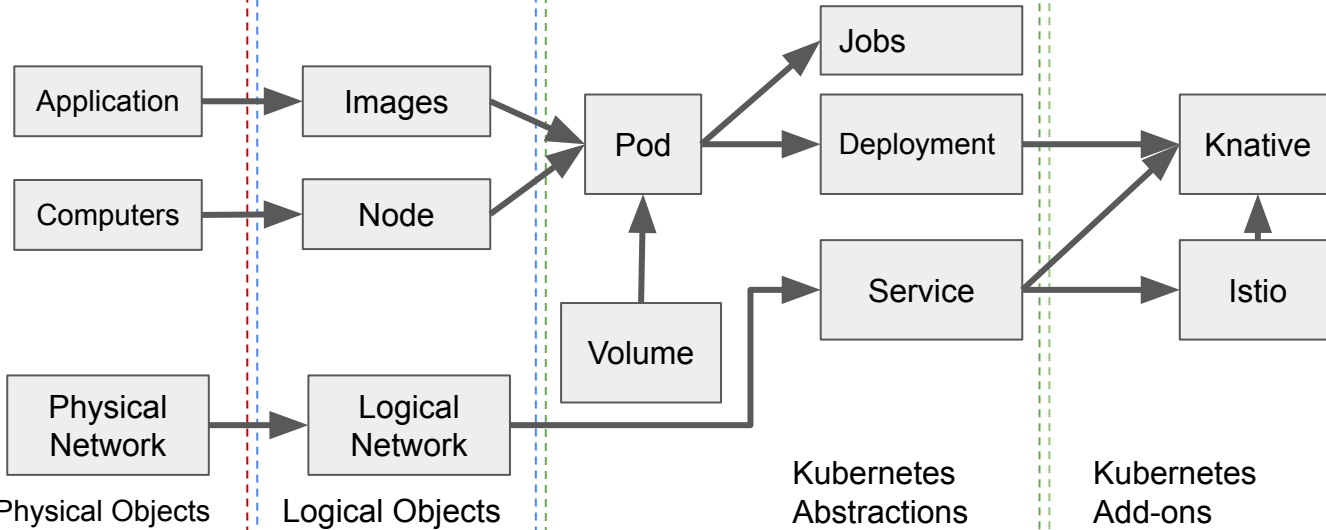 Application
Computers
Physical
Network
Physical Objects
Images
Node
Logical
Network
Logical Objects
Pod
Volume
Jobs
Deployment
Service
Kubernetes
Abstractions
Knative
Istio
Kubernetes
Add-ons